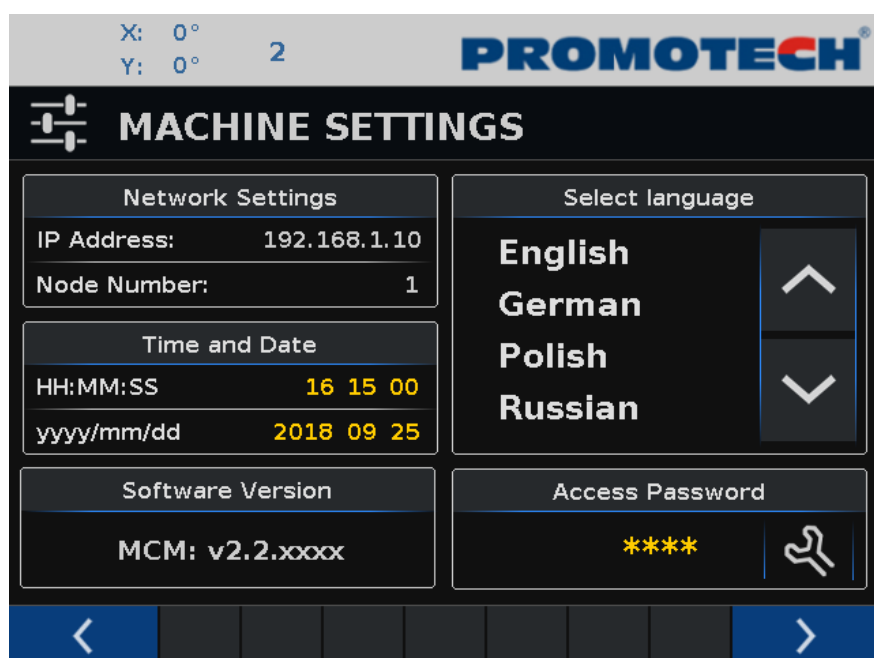 X: 0°
Y: 0°
2
PROMOTECH®
MACHINE SETTINGS
Network Settings
IP Address: 192.168.1.10
Node Number: 1
Time and Date
HH:MM:SS 16 15 00
yyyy/mm/dd 2018 09 25
Software Version
MCM: v2.2.xxxx
Select language
English
German
Polish
Russian
Access Password
****